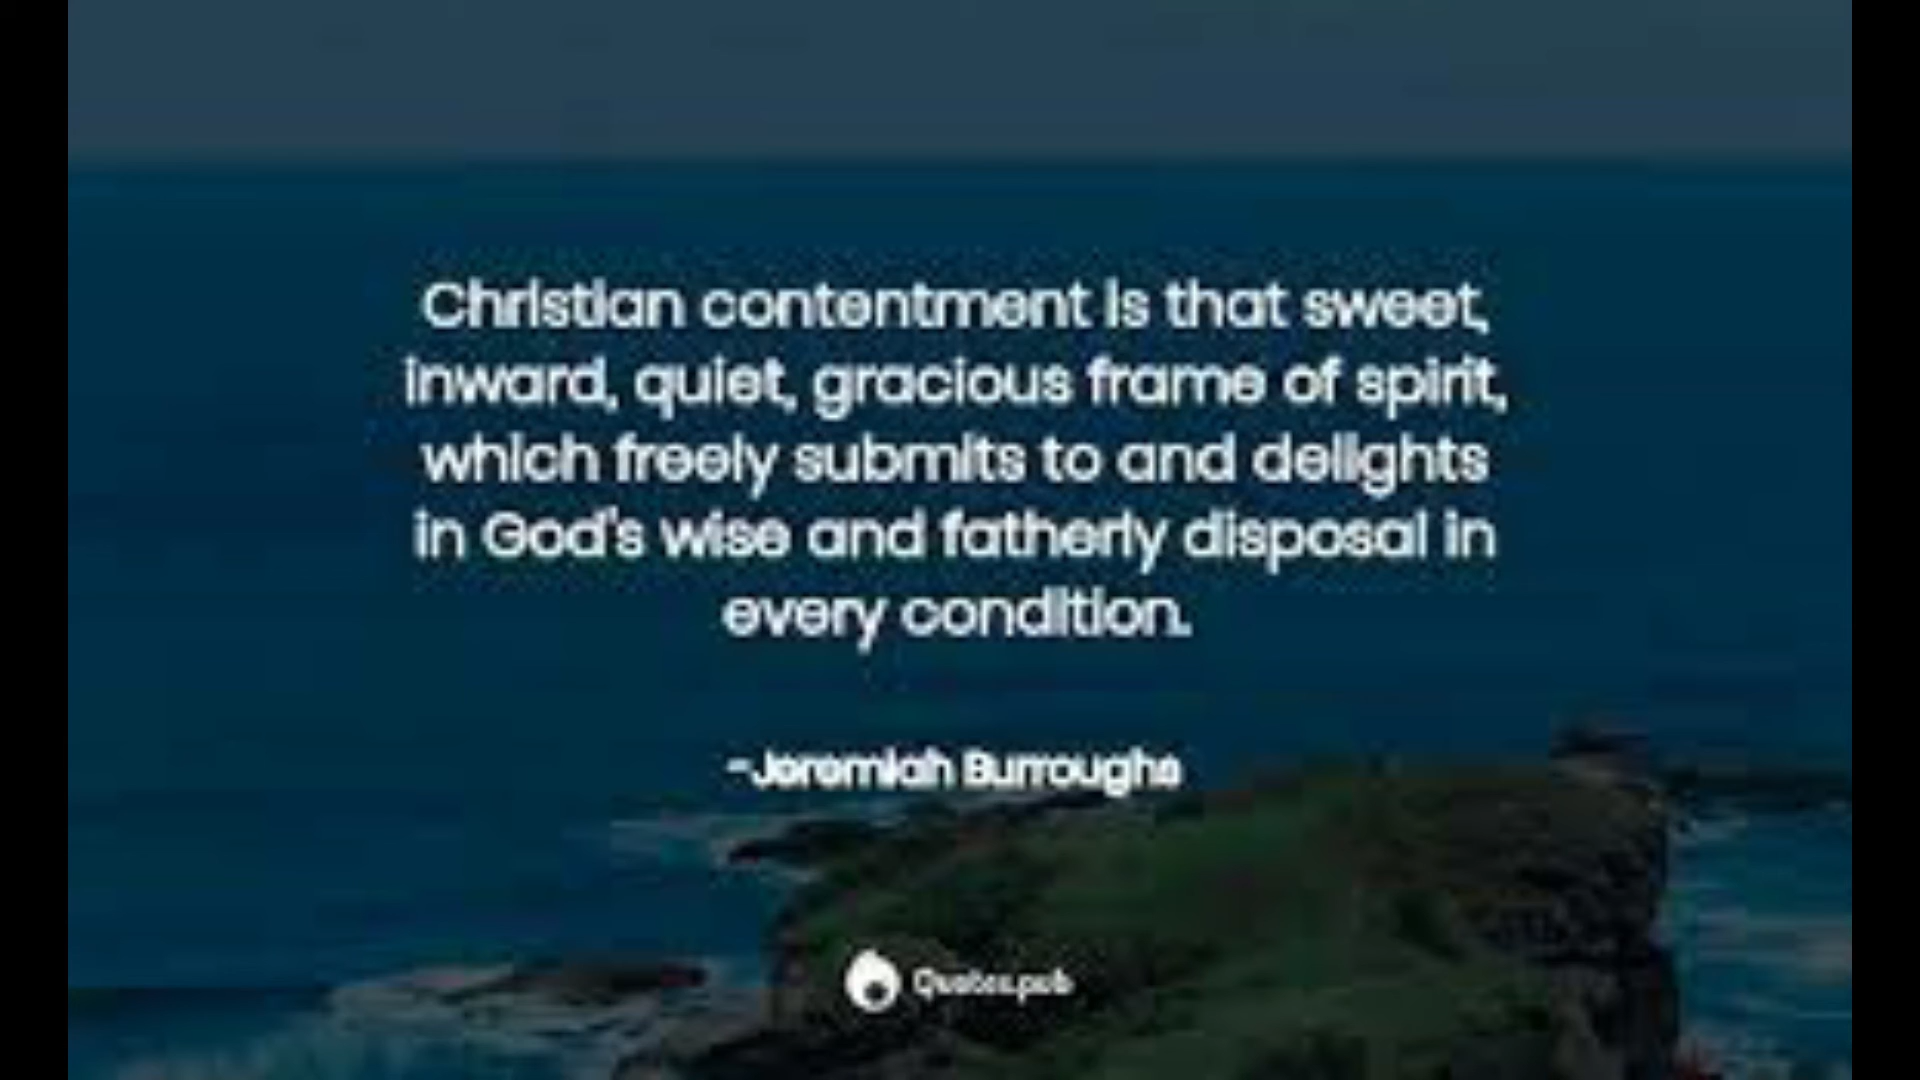 Christian contentment is that sweet,
inward, quiet, gracious frame of spirit,
which freely submits to and delights
in God's wise and fatherly disposal in
every condition.
-Jeremiah Burroughs
Quotes.pub